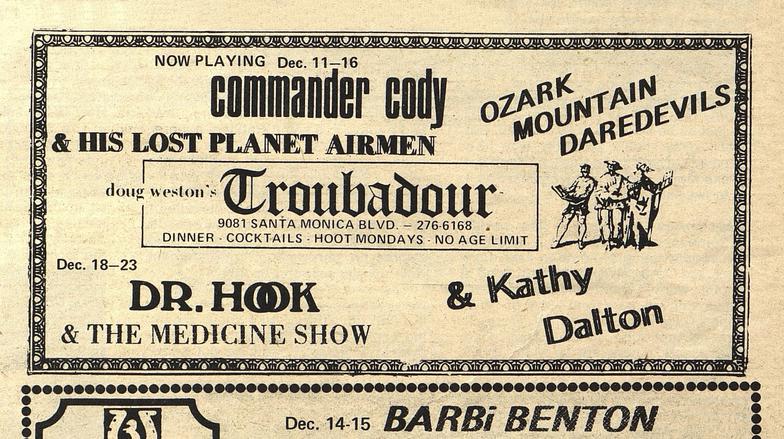 NOW PLAYING Dec. 11—16
commander cody
& HIS LOST PLANET AIRMEN
OZARK
MOUNTAIN
DAREDEVILS
doug weston's Troubadour
9081 SANTA MONICA BLVD. — 276-6168
DINNER · COCKTAILS · HOOT MONDAYS · NO AGE LIMIT
Dec. 18—23
DR. HOOK
& THE MEDICINE SHOW
& Kathy
Dalton
Dec. 14-15 BARBi BENTON